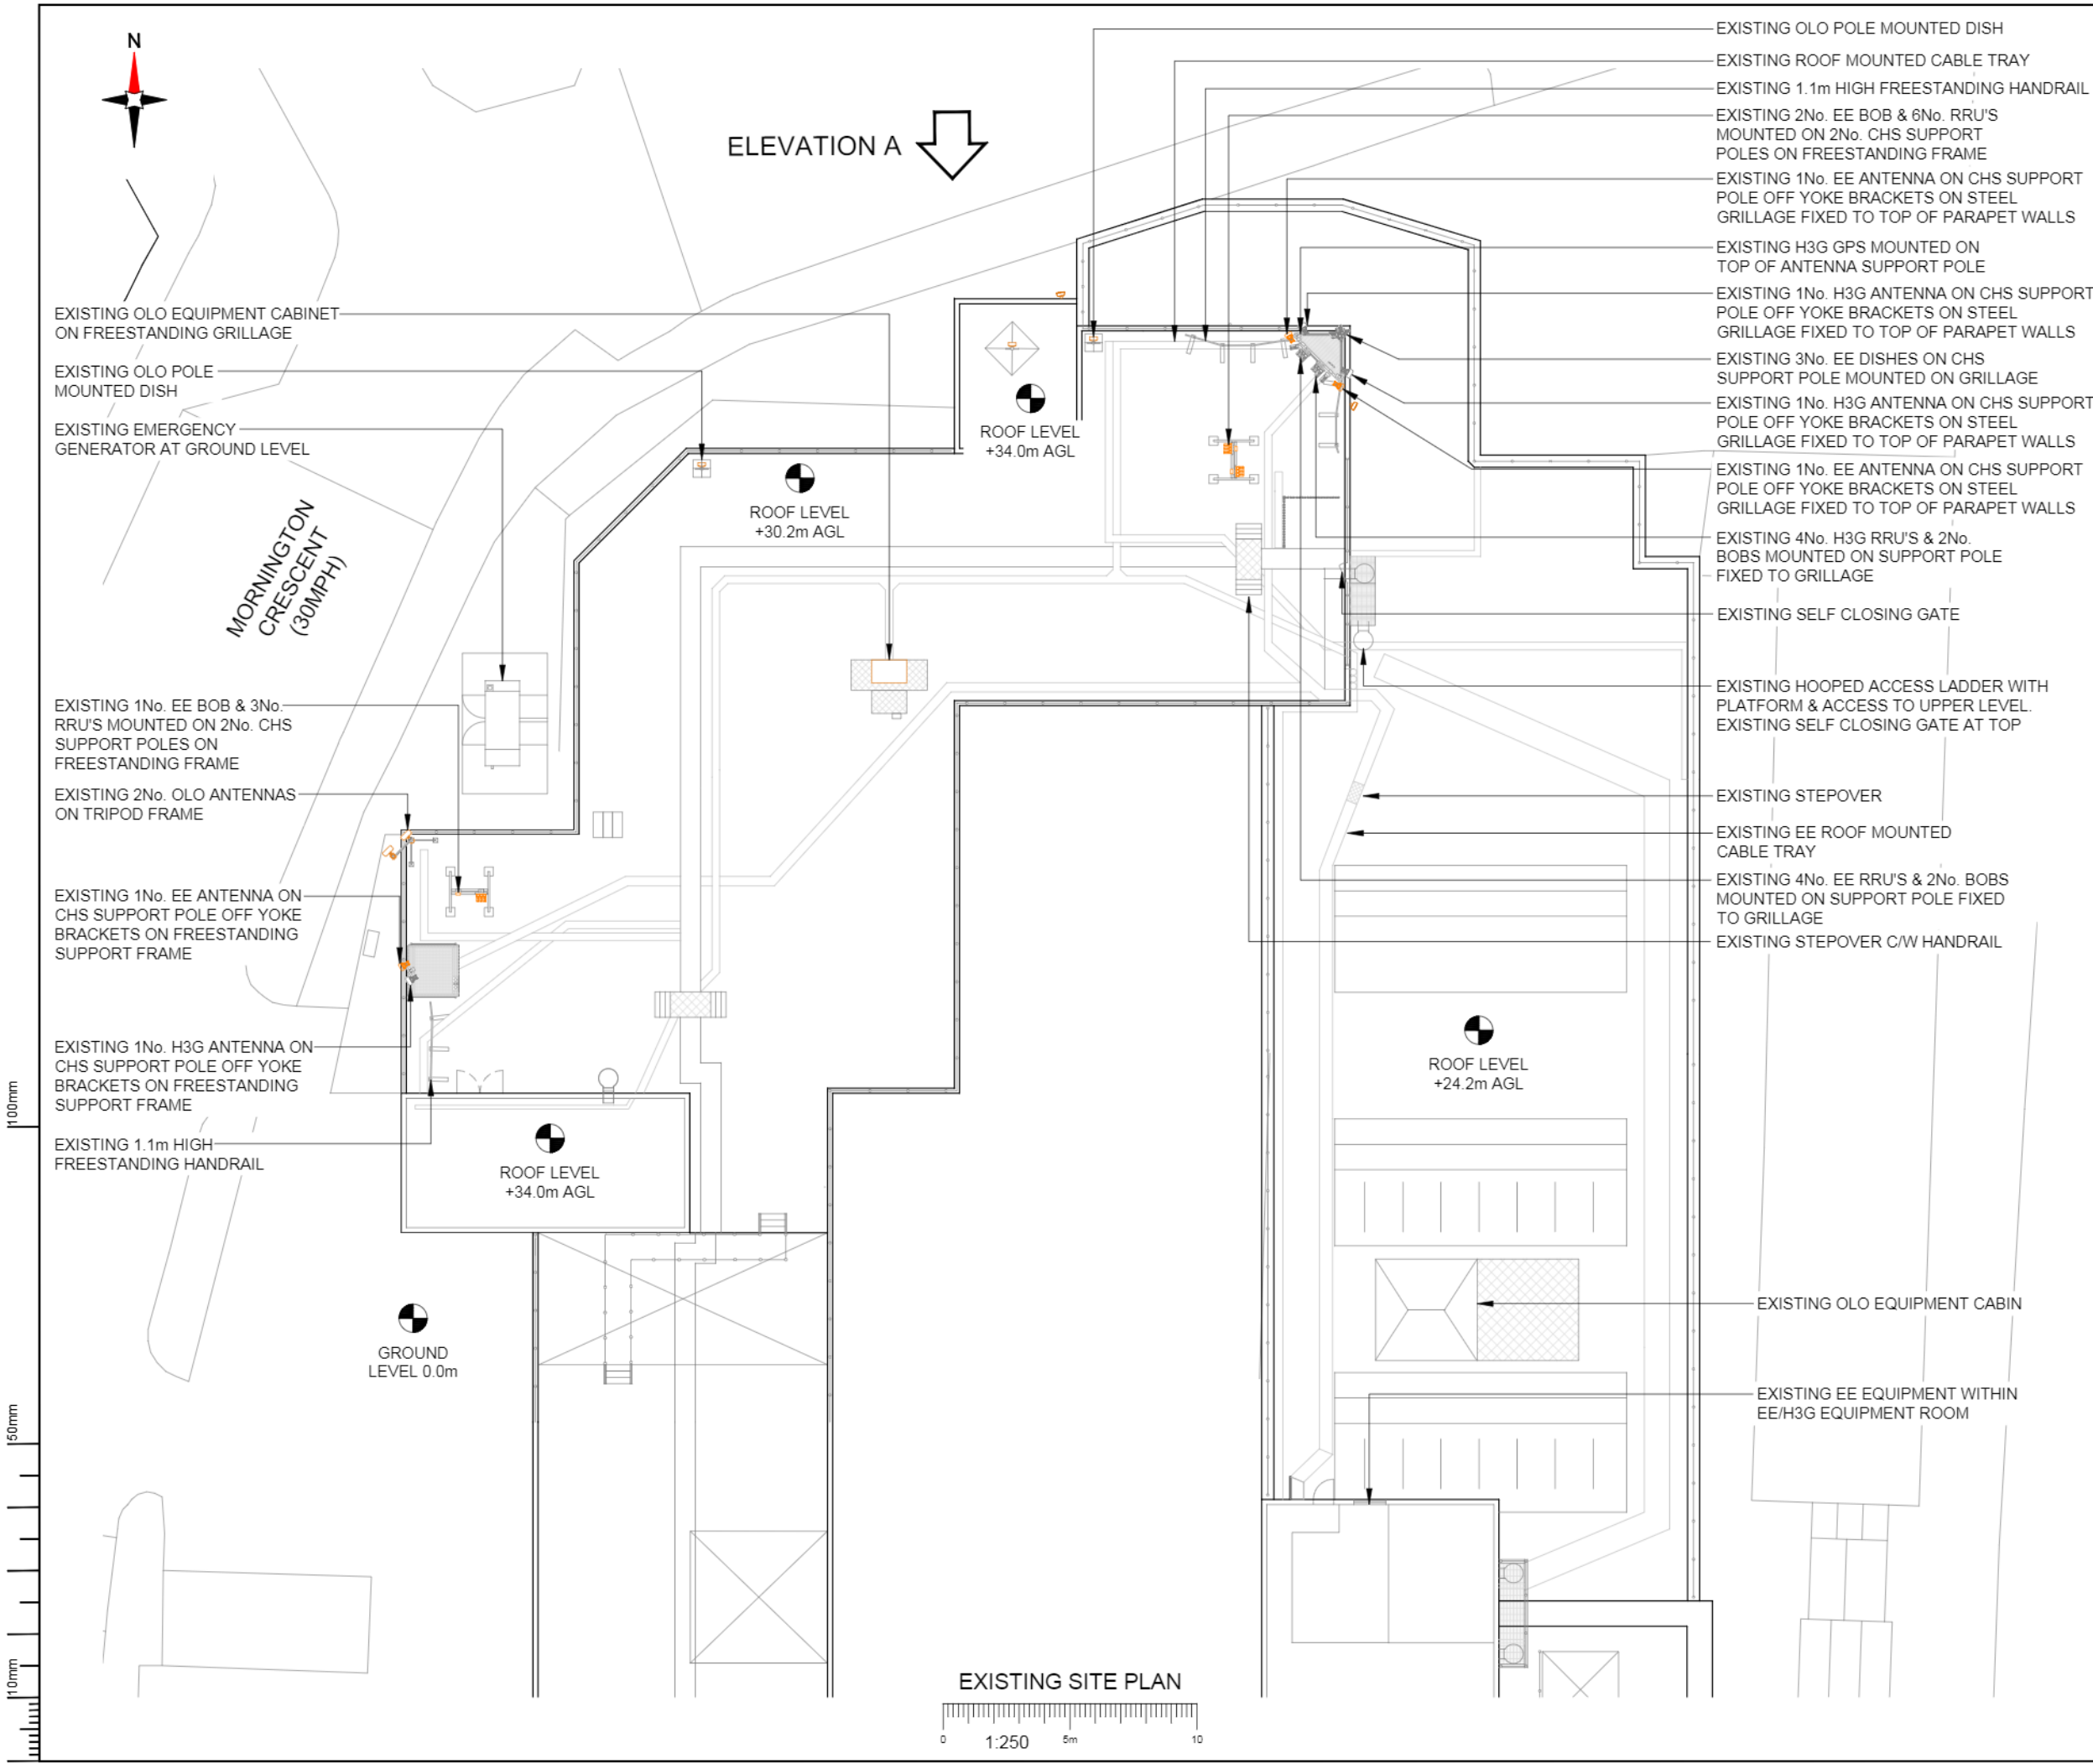 N
ELEVATION A
EXISTING OLO POLE MOUNTED DISH
EXISTING ROOF MOUNTED CABLE TRAY
EXISTING 1.1m HIGH FREESTANDING HANDRAIL
EXISTING 2No. EE BOB & 6No. RRU'S
MOUNTED ON 2No. CHS SUPPORT
POLES ON FREESTANDING FRAME
EXISTING 1No. EE ANTENNA ON CHS SUPPORT
POLE OFF YOKE BRACKETS ON STEEL
GRILLAGE FIXED TO TOP OF PARAPET WALLS
EXISTING H3G GPS MOUNTED ON
TOP OF ANTENNA SUPPORT POLE
EXISTING 1No. H3G ANTENNA ON CHS SUPPORT
POLE OFF YOKE BRACKETS ON STEEL
GRILLAGE FIXED TO TOP OF PARAPET WALLS
EXISTING 3No. EE DISHES ON CHS
SUPPORT POLE MOUNTED ON GRILLAGE
EXISTING 1No. H3G ANTENNA ON CHS SUPPORT
POLE OFF YOKE BRACKETS ON STEEL
GRILLAGE FIXED TO TOP OF PARAPET WALLS
EXISTING 1No. EE ANTENNA ON CHS SUPPORT
POLE OFF YOKE BRACKETS ON STEEL
GRILLAGE FIXED TO TOP OF PARAPET WALLS
EXISTING 4No. H3G RRU'S & 2No.
BOBS MOUNTED ON SUPPORT POLE
FIXED TO GRILLAGE
EXISTING SELF CLOSING GATE
EXISTING HOOPED ACCESS LADDER WITH
PLATFORM & ACCESS TO UPPER LEVEL.
EXISTING SELF CLOSING GATE AT TOP
EXISTING STEPOVER
EXISTING EE ROOF MOUNTED
CABLE TRAY
EXISTING 4No. EE RRU'S & 2No. BOBS
MOUNTED ON SUPPORT POLE FIXED
TO GRILLAGE
EXISTING STEPOVER C/W HANDRAIL
EXISTING OLO EQUIPMENT CABIN
EXISTING EE EQUIPMENT WITHIN
EE/H3G EQUIPMENT ROOM
EXISTING OLO EQUIPMENT CABINET
ON FREESTANDING GRILLAGE
EXISTING OLO POLE
MOUNTED DISH
EXISTING EMERGENCY
GENERATOR AT GROUND LEVEL
MORNINGTON
CRESCENT
(30MPH)
EXISTING 1No. EE BOB & 3No.
RRU'S MOUNTED ON 2No. CHS
SUPPORT POLES ON
FREESTANDING FRAME
EXISTING 2No. OLO ANTENNAS
ON TRIPOD FRAME
EXISTING 1No. EE ANTENNA ON
CHS SUPPORT POLE OFF YOKE
BRACKETS ON FREESTANDING
SUPPORT FRAME
EXISTING 1No. H3G ANTENNA ON
CHS SUPPORT POLE OFF YOKE
BRACKETS ON FREESTANDING
SUPPORT FRAME
EXISTING 1.1m HIGH
FREESTANDING HANDRAIL
ROOF LEVEL
+34.0m AGL
ROOF LEVEL
+30.2m AGL
ROOF LEVEL
+24.2m AGL
ROOF LEVEL
+34.0m AGL
GROUND
LEVEL 0.0m
100mm
50mm
10mm
EXISTING SITE PLAN
0
1:250
5m
10